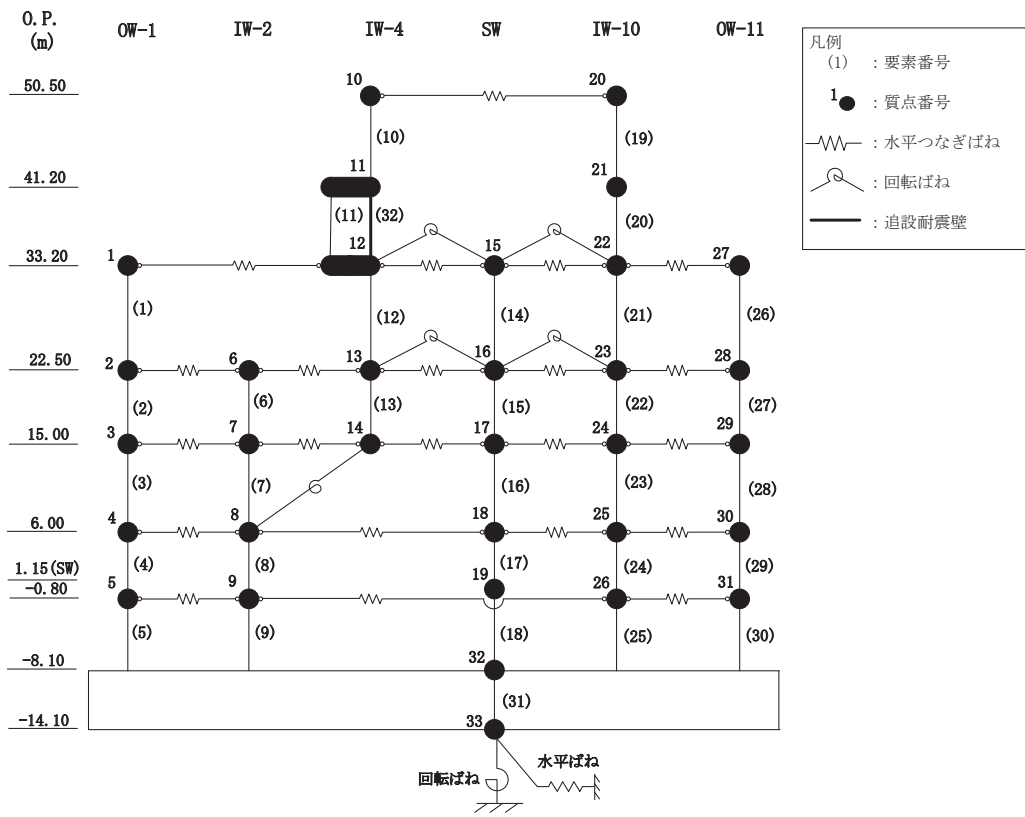 O.P.
(m)
OW-1 IW-2 IW-4 SW IW-10 OW-11
凡例
(1) : 要素番号
1 : 質点番号
: 水平つなぎばね
: 回転ばね
: 追設耐震壁
50.50 10 20
(10) (19)
41.20 11 21
(11) (32) (20)
33.20 1 12 15 22 27
(1) (12) (14) (21) (26)
22.50 2 6 13 16 23 28
(2) (6) (13) (15) (22) (27)
15.00 3 7 14 17 24 29
(3) (7) (16) (23) (28)
6.00 4 8 18 25 30
(4) (8) (17) (24) (29)
1.15(SW) 19
-0.80 5 9 26 31
(5) (9) (18) (25) (30)
-8.10 32
(31)
-14.10 33
水平ばね
回転ばね